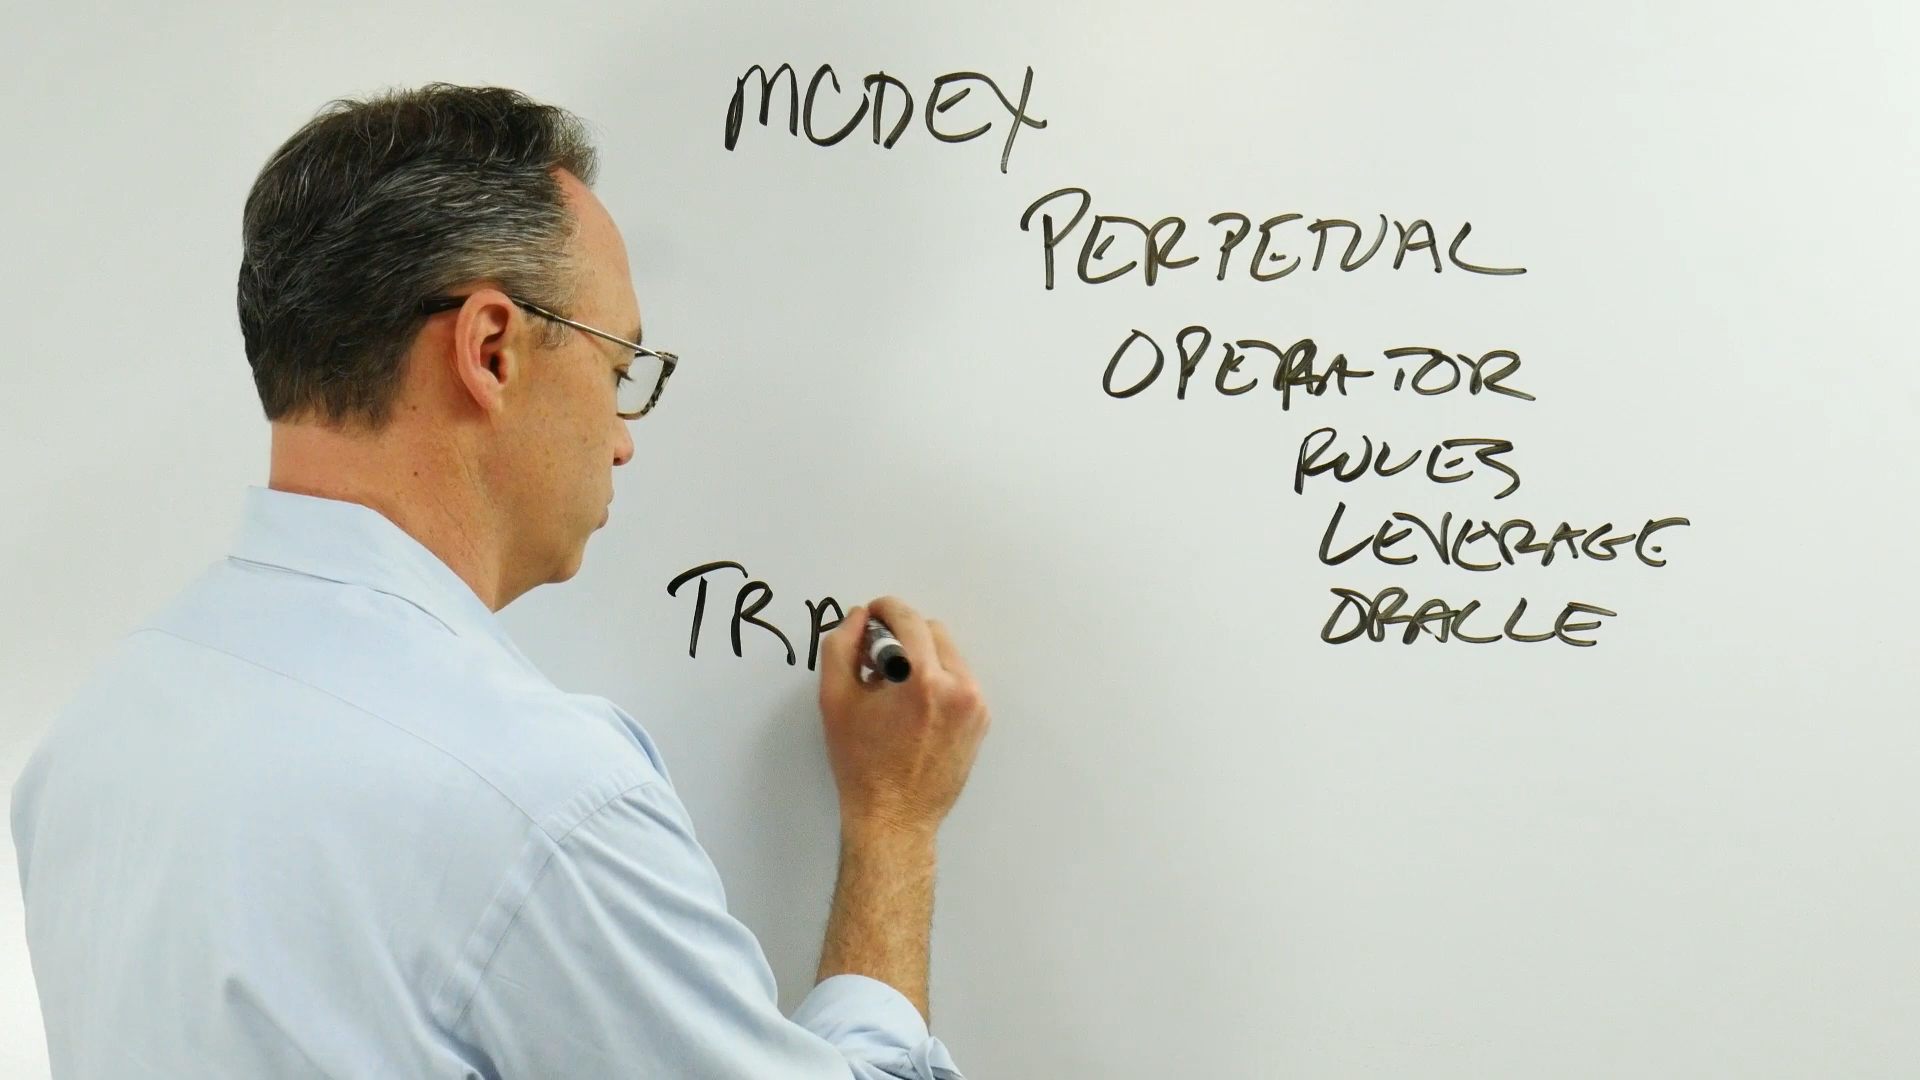 MCDEX
PERPETUAL
OPERATOR
RULES
LEVERAGE
ORACLE
TRA